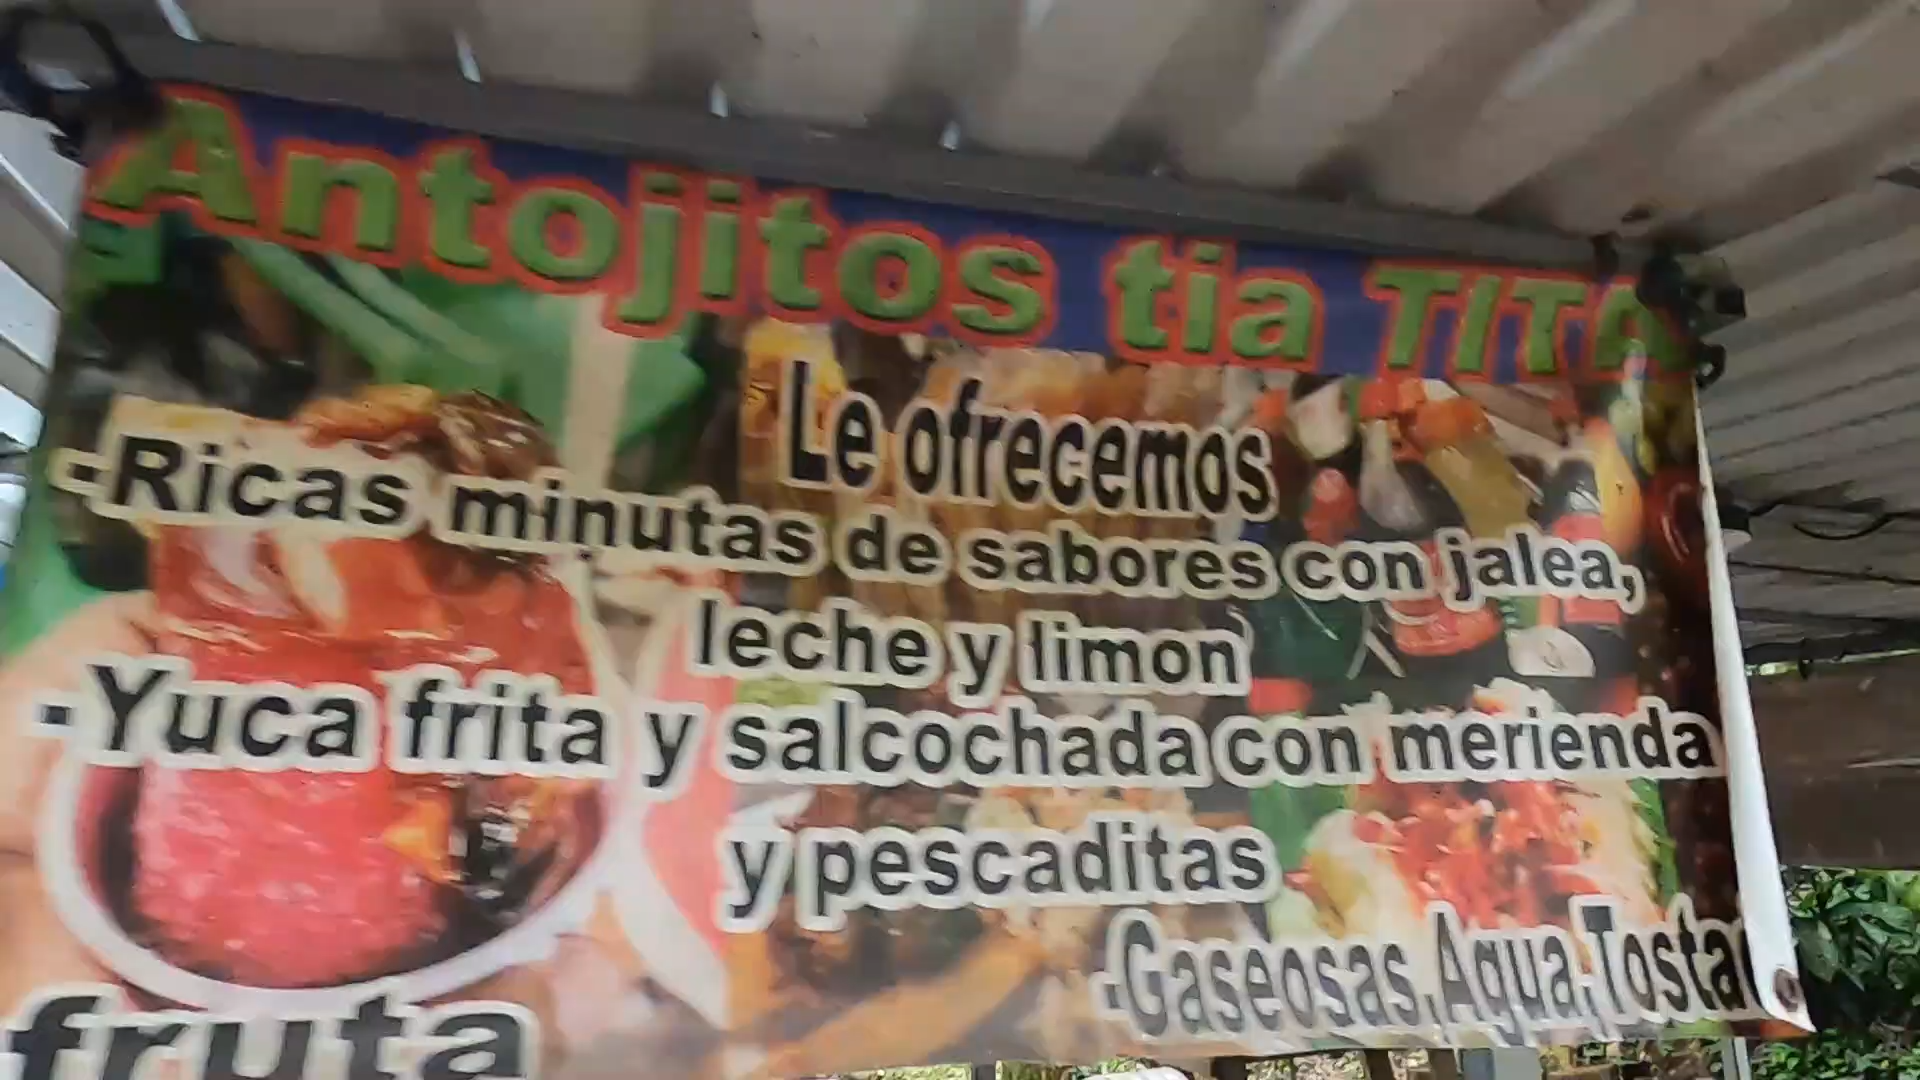 Antojitos tia TITA
Le ofrecemos
-Ricas minutas de sabores con jalea,
leche y limon
-Yuca frita y salcochada con merienda
y pescaditas
-Gaseosas,Agua,Tosta
fruta